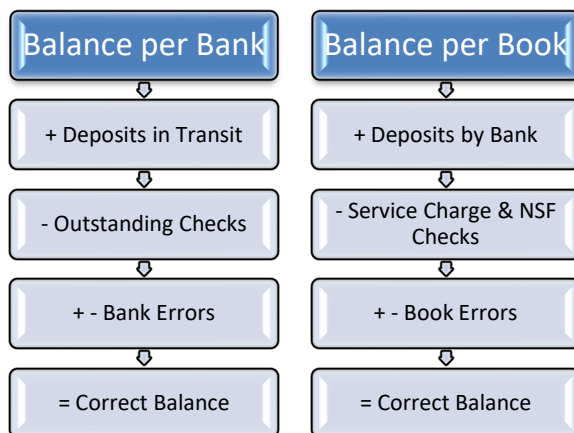 Balance per Bank
+ Deposits in Transit
- Outstanding Checks
+ - Bank Errors
= Correct Balance
Balance per Book
+ Deposits by Bank
- Service Charge & NSF
Checks
+ - Book Errors
= Correct Balance